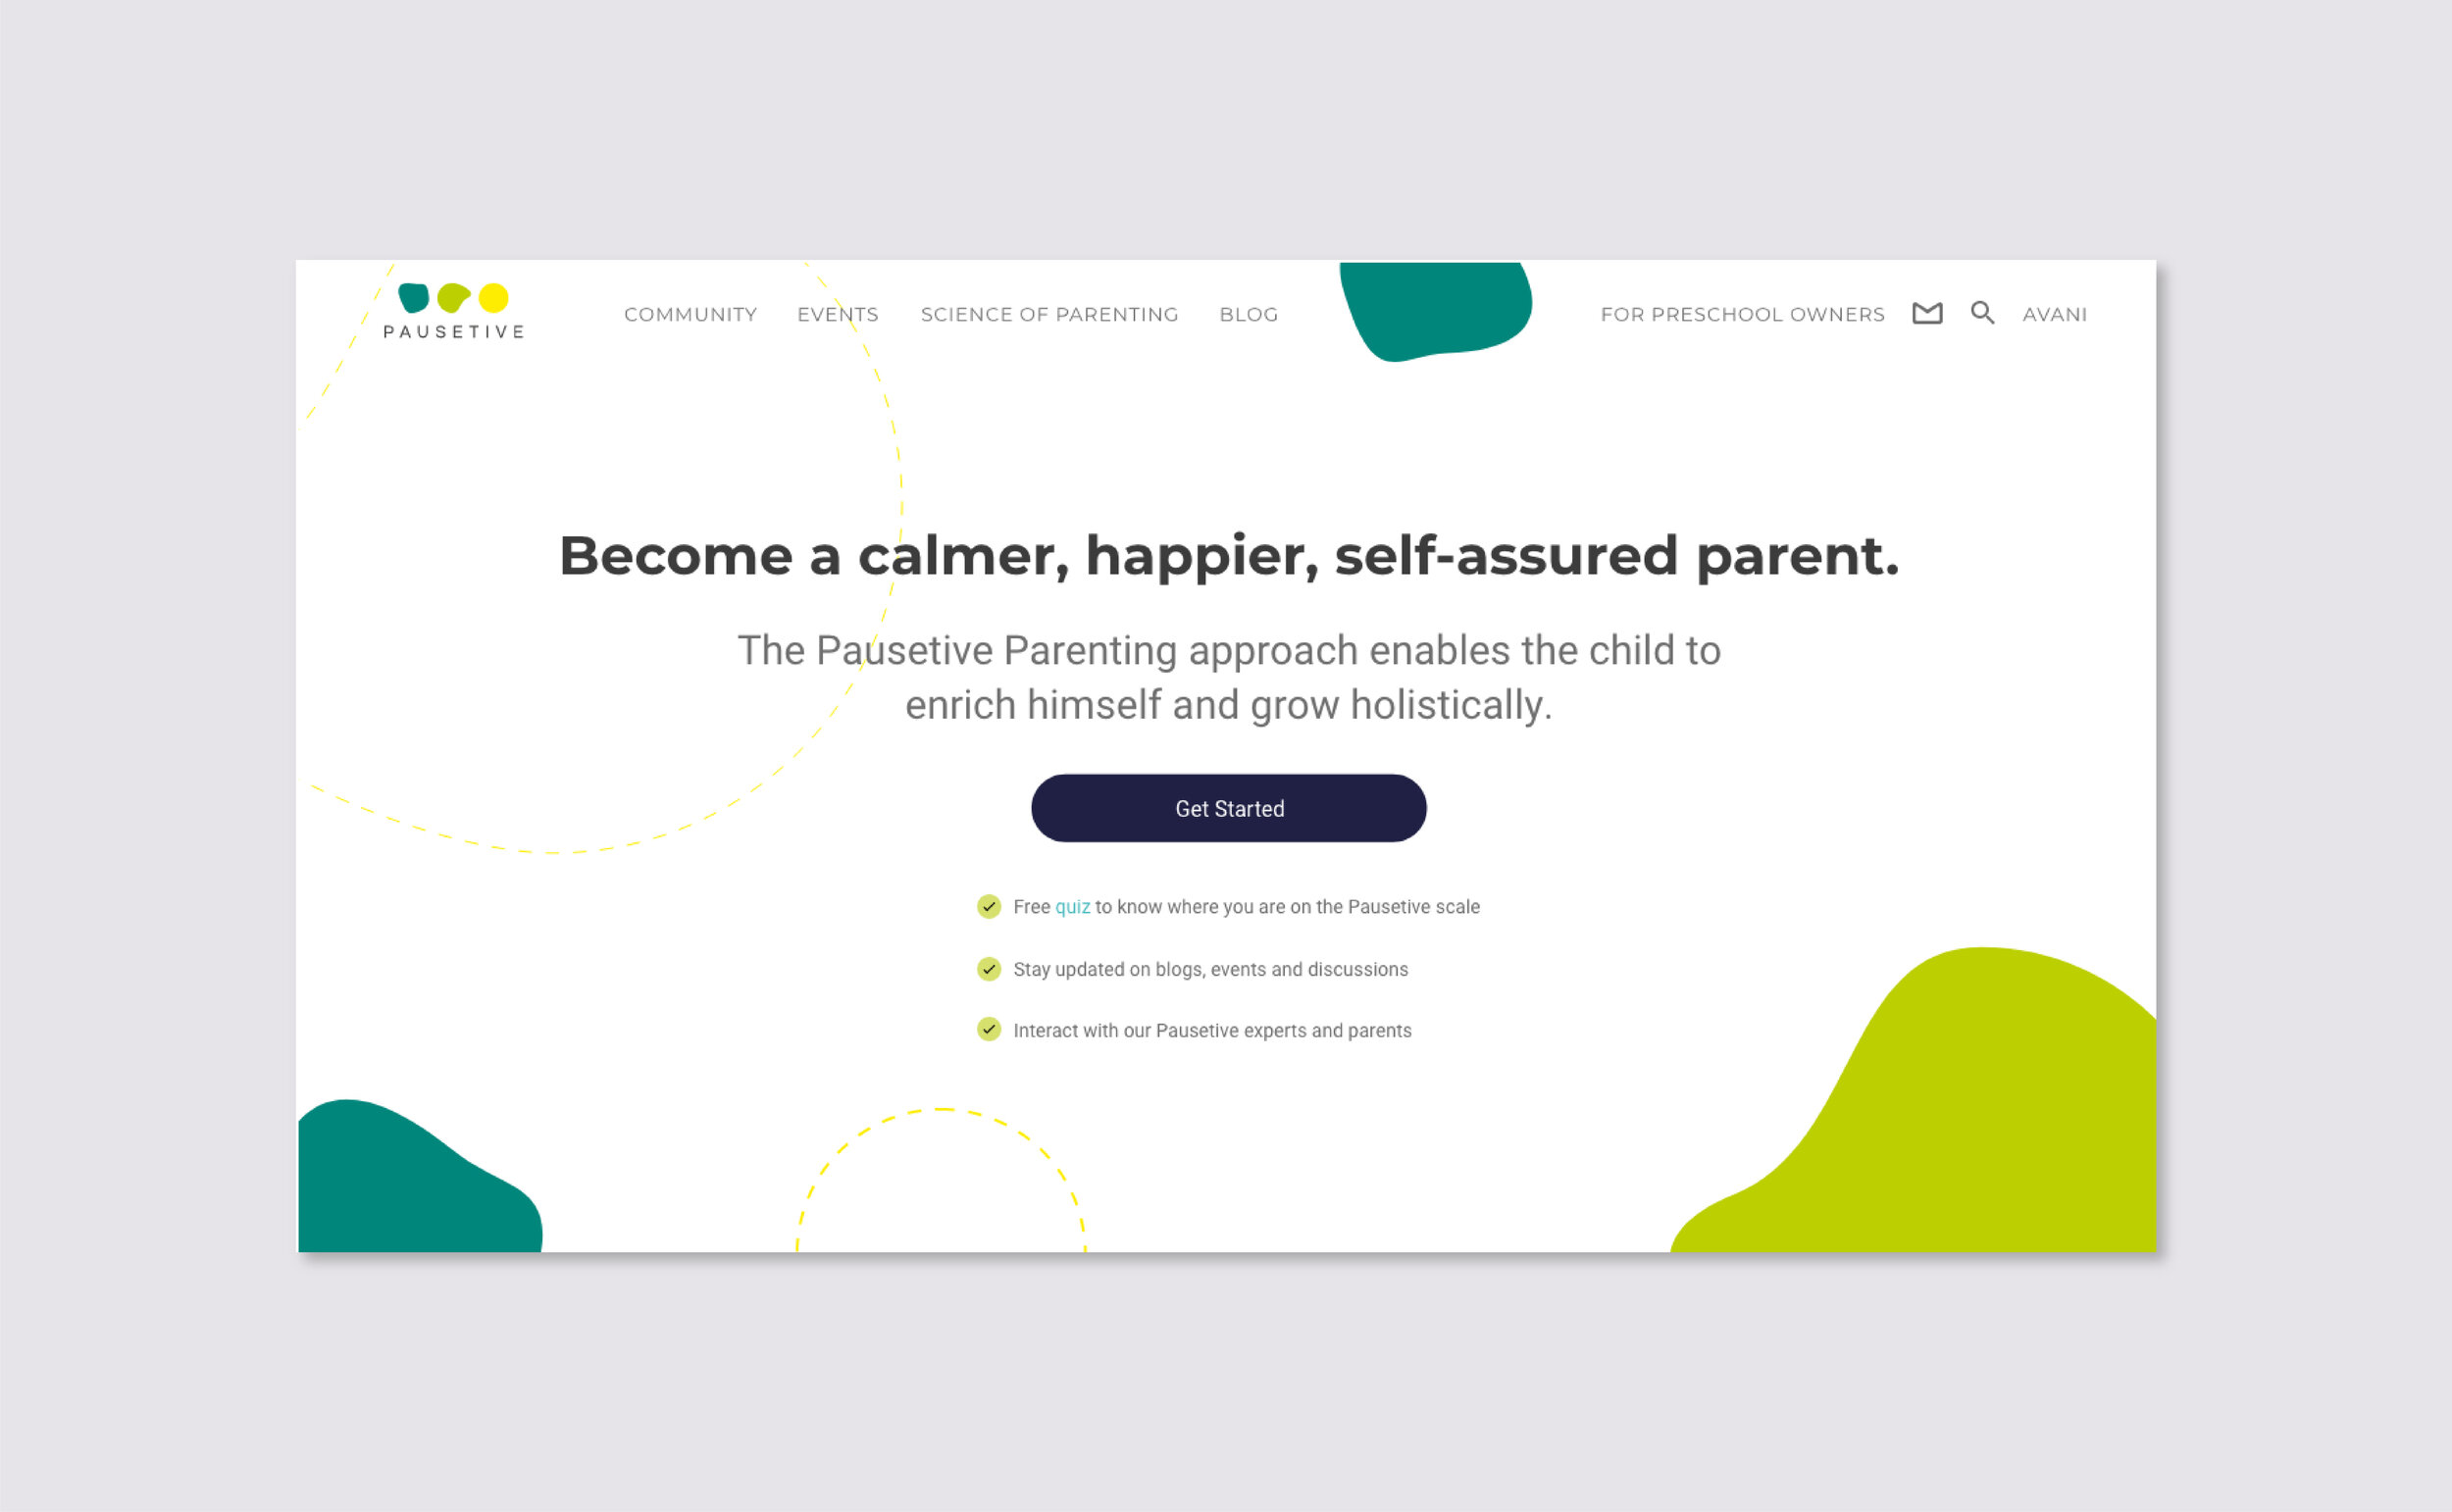 PAUSETIVE
COMMUNITY EVENTS SCIENCE OF PARENTING BLOG FOR PRESCHOOL OWNERS AVANI
Become a calmer, happier, self-assured parent.
The Pausetive Parenting approach enables the child to
enrich himself and grow holistically.
Get Started
Free quiz to know where you are on the Pausetive scale
Stay updated on blogs, events and discussions
Interact with our Pausetive experts and parents